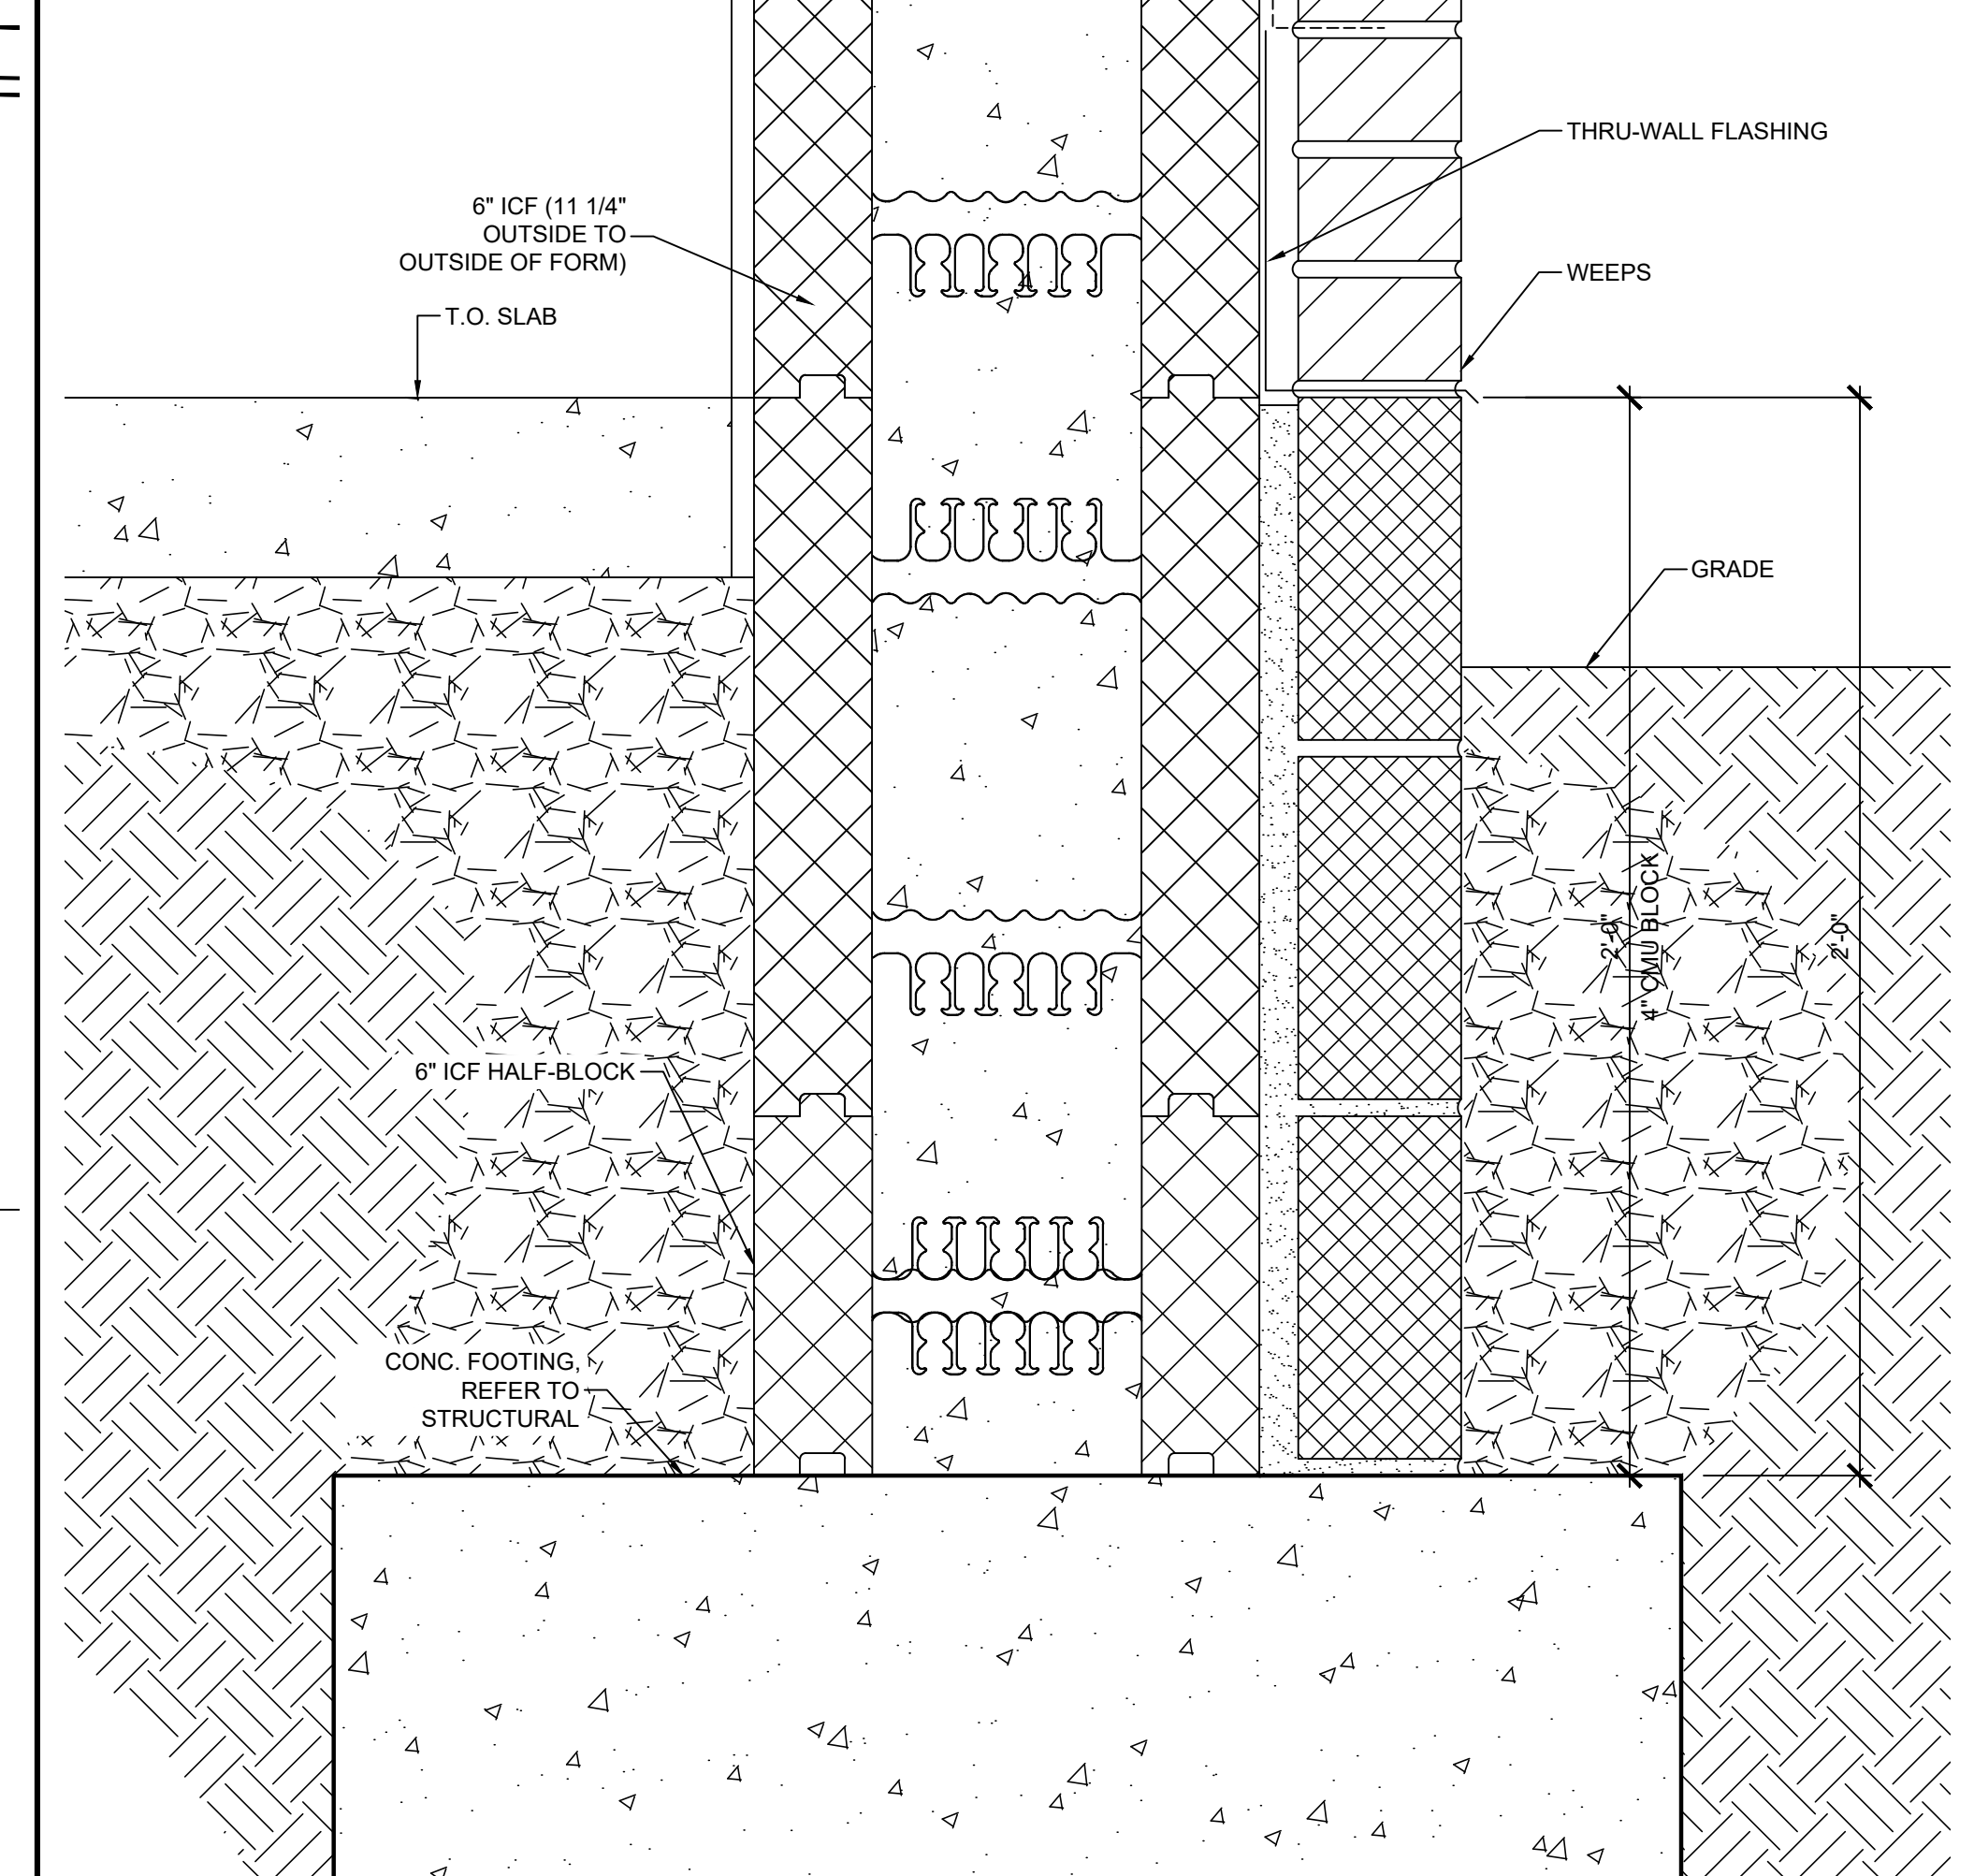 THRU-WALL FLASHING
6" ICF (11 1/4"
OUTSIDE TO
OUTSIDE OF FORM)
WEEPS
T.O. SLAB
GRADE
2'-0"
4" CMU BLOCK
2'-0"
6" ICF HALF-BLOCK
CONC. FOOTING,
REFER TO
STRUCTURAL